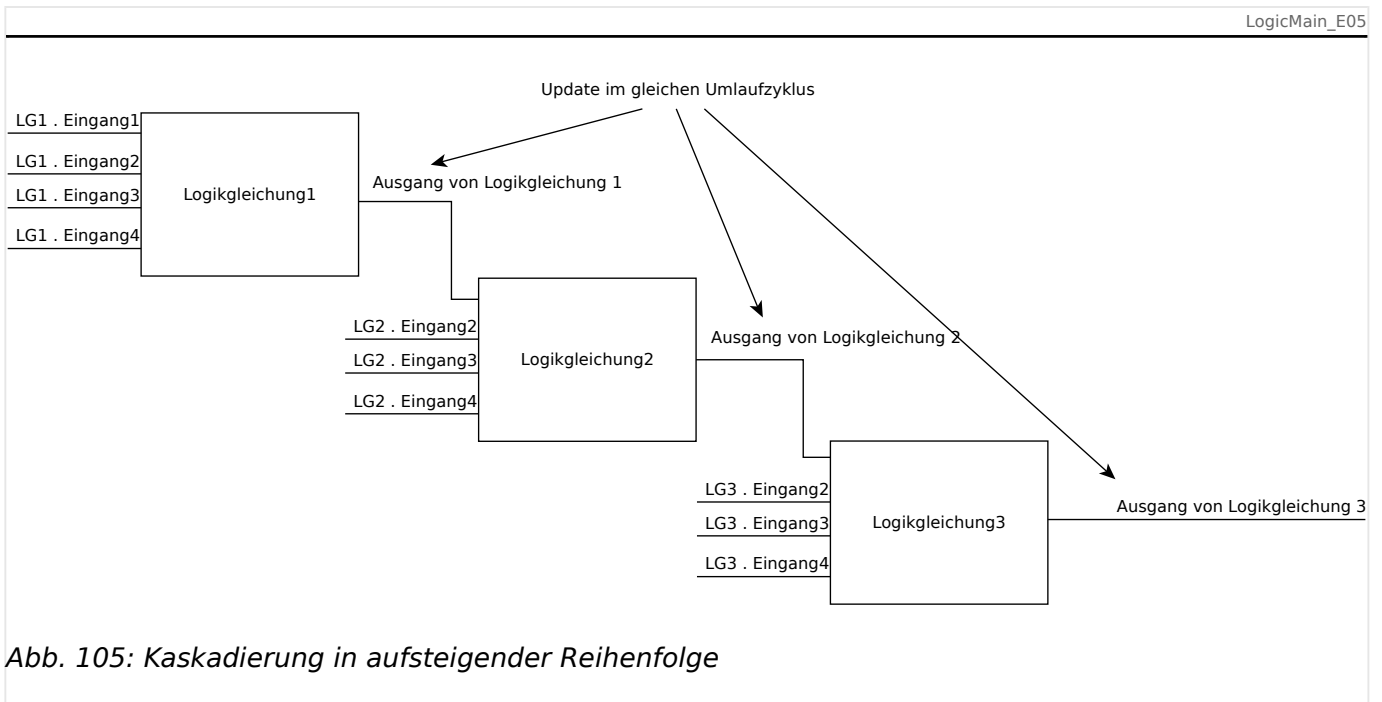 LogicMain_E05
Update im gleichen Umlaufzyklus
LG1 . Eingang1
LG1 . Eingang2
LG1 . Eingang3
LG1 . Eingang4
Logikgleichung1
Ausgang von Logikgleichung 1
LG2 . Eingang2
LG2 . Eingang3
LG2 . Eingang4
Logikgleichung2
Ausgang von Logikgleichung 2
LG3 . Eingang2
LG3 . Eingang3
LG3 . Eingang4
Logikgleichung3
Ausgang von Logikgleichung 3
Abb. 105: Kaskadierung in aufsteigender Reihenfolge